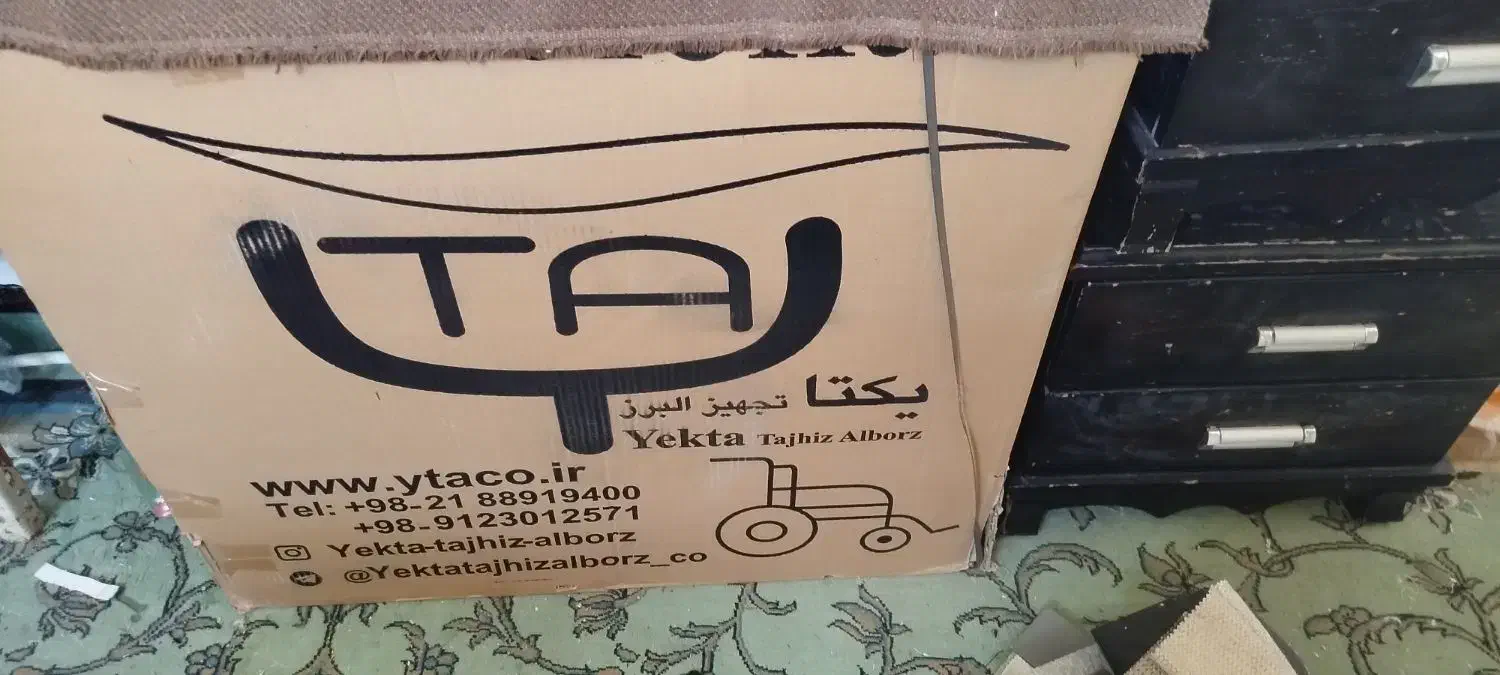 TA
یکتا تجهیز البرز
Yekta Tajhiz Alborz
www.ytaco.ir
Tel: +98-21 88919400
+98-9123012571
Yekta-tajhiz-alborz
@Yektatajhizalborz_co